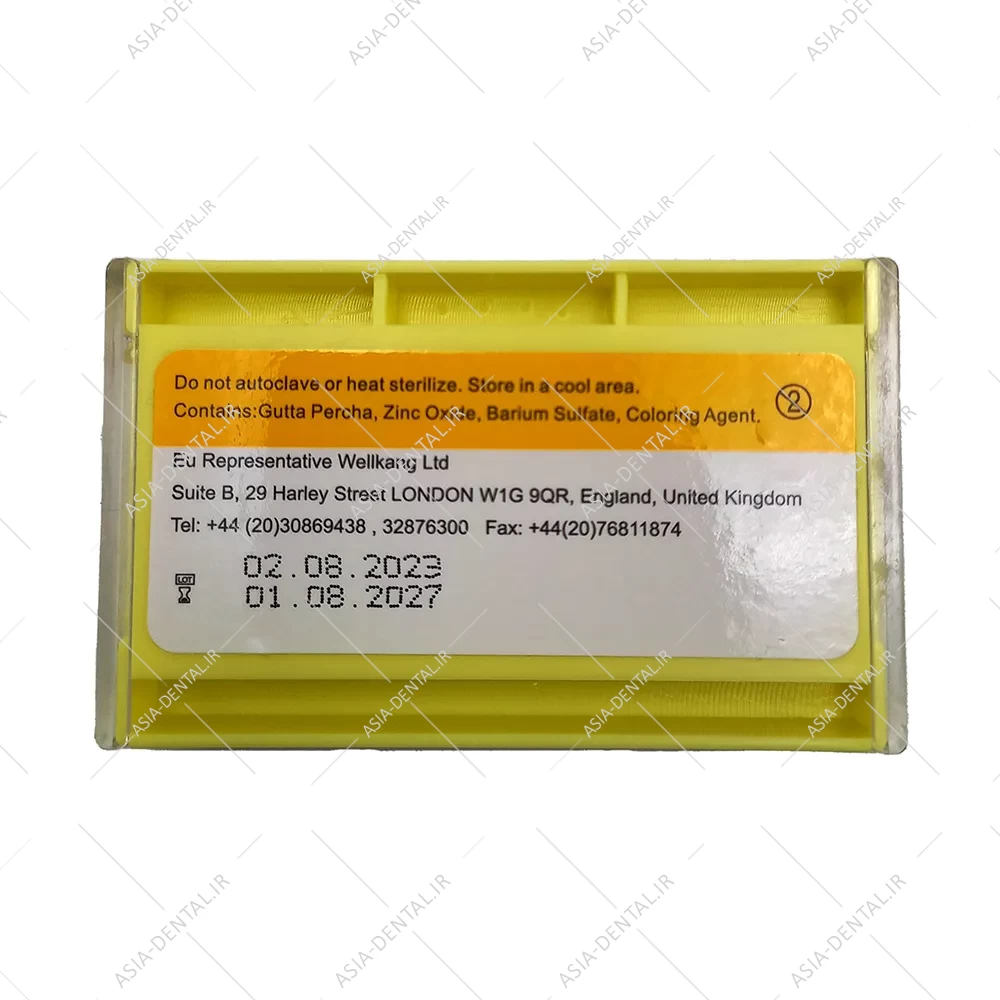 Do not autoclave or heat sterilize. Store in a cool area.
Contains:Gutta Percha, Zinc Oxide, Barium Sulfate, Coloring Agent.
2
Eu Representative Wellkang Ltd
Suite B, 29 Harley Street LONDON W1G 9QR, England, United Kingdom
Tel: +44 (20)30869438 , 32876300 Fax: +44(20)76811874
LOT 02.08.2023
01.08.2027
ASIA-DENTAL.IR